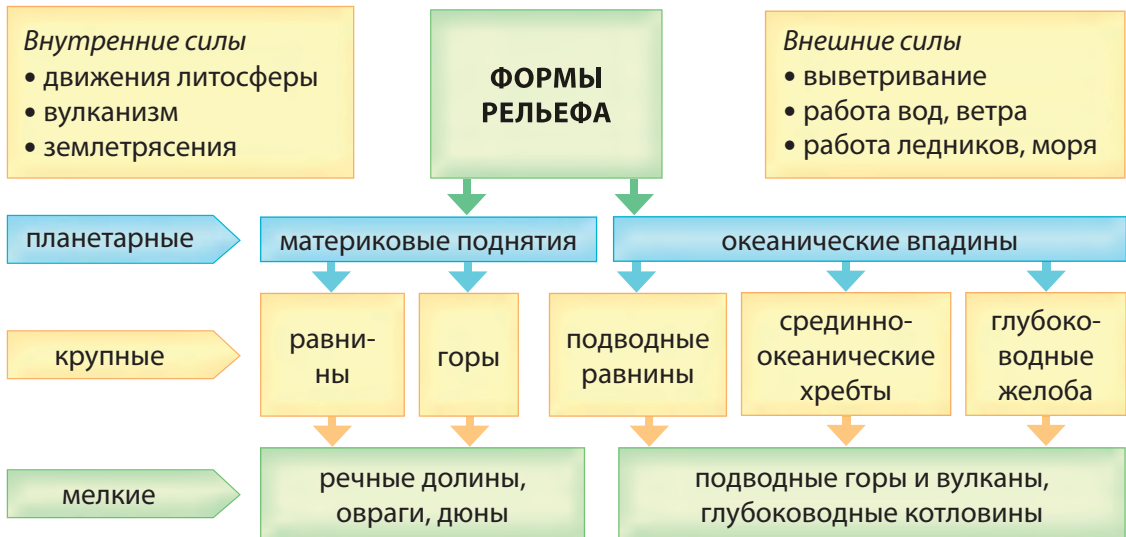 Внутренние силы
• движения литосферы
• вулканизм
• землетрясения
ФОРМЫ
РЕЛЬЕФА
Внешние силы
• выветривание
• работа вод, ветра
• работа ледников, моря
планетарные
материковые поднятия
океанические впадины
крупные
равни-
ны
горы
подводные
равнины
срединно-
океанические
хребты
глубоко-
водные
желоба
мелкие
речные долины,
овраги, дюны
подводные горы и вулканы,
глубоководные котловины